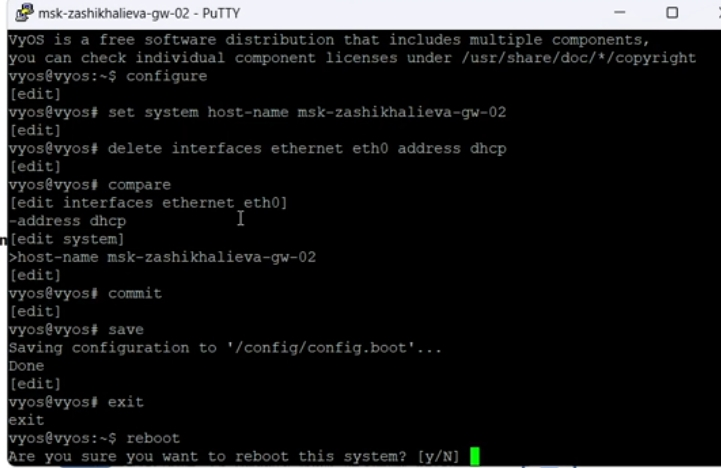 msk-zashikhalieva-gw-02 - PuTTY
VyOS is a free software distribution that includes multiple components,
you can check individual component licenses under /usr/share/doc/*/copyright
vyos@vyos:~$ configure
[edit]
vyos@vyos# set system host-name msk-zashikhalieva-gw-02
[edit]
vyos@vyos# delete interfaces ethernet eth0 address dhcp
[edit]
vyos@vyos# compare
[edit interfaces ethernet eth0]
-address dhcp
[edit system]
>host-name msk-zashikhalieva-gw-02
[edit]
vyos@vyos# commit
[edit]
vyos@vyos# save
Saving configuration to '/config/config.boot'...
Done
[edit]
vyos@vyos# exit
exit
vyos@vyos:~$ reboot
Are you sure you want to reboot this system? [y/N]